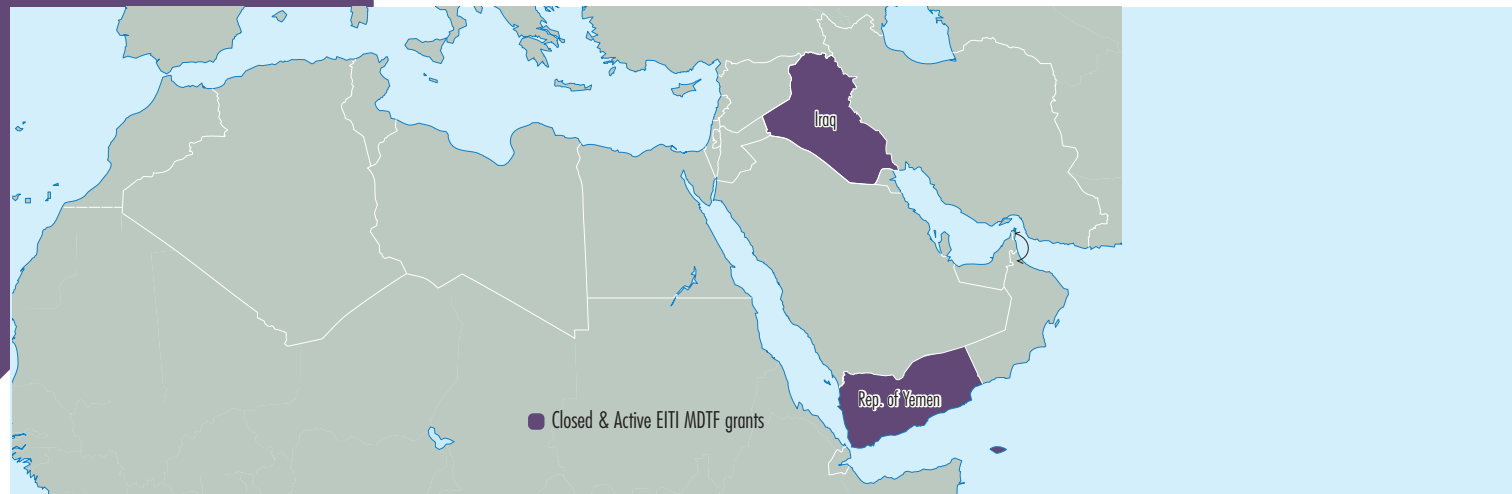 Iraq
Rep. of Yemen
Closed & Active EITI MDTF grants